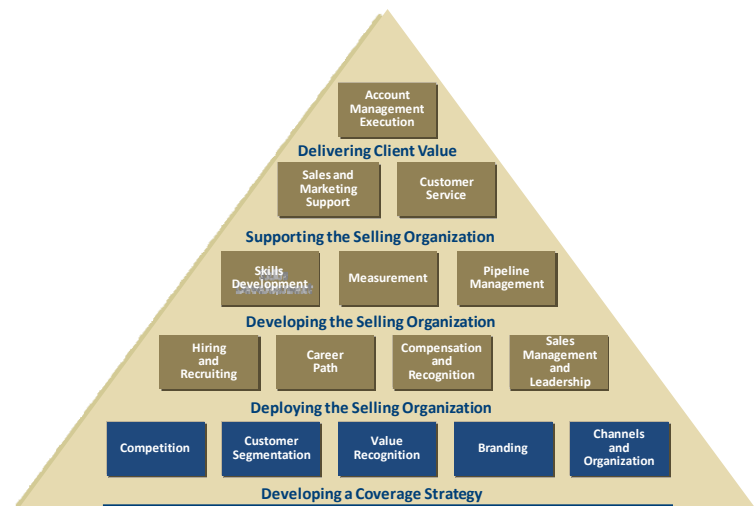 Account
Management
Execution
Delivering Client Value
Sales and
Marketing
Support
Customer
Service
Supporting the Selling Organization
Skills
Development
Measurement
Pipeline
Management
Developing the Selling Organization
Hiring
and
Recruiting
Career
Path
Compensation
and
Recognition
Sales
Management
and
Leadership
Deploying the Selling Organization
Competition
Customer
Segmentation
Value
Recognition
Branding
Channels
and
Organization
Developing a Coverage Strategy